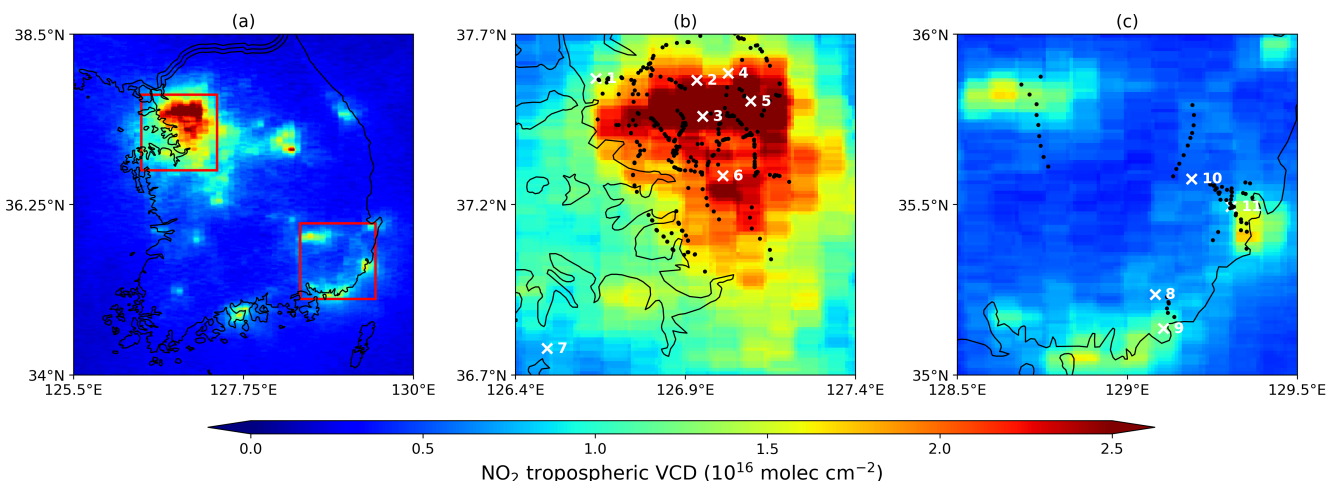 (a)
(b)
(c)
38.5°N
36.25°N
34°N
125.5°E
127.75°E
130°E
37.7°N
37.2°N
36.7°N
126.4°E
126.9°E
127.4°E
1
2
4
5
3
6
7
36°N
35.5°N
35°N
128.5°E
129°E
129.5°E
10
11
8
9
0.0
0.5
1.0
1.5
2.0
2.5
NO₂ tropospheric VCD (10¹⁶ molec cm⁻²)